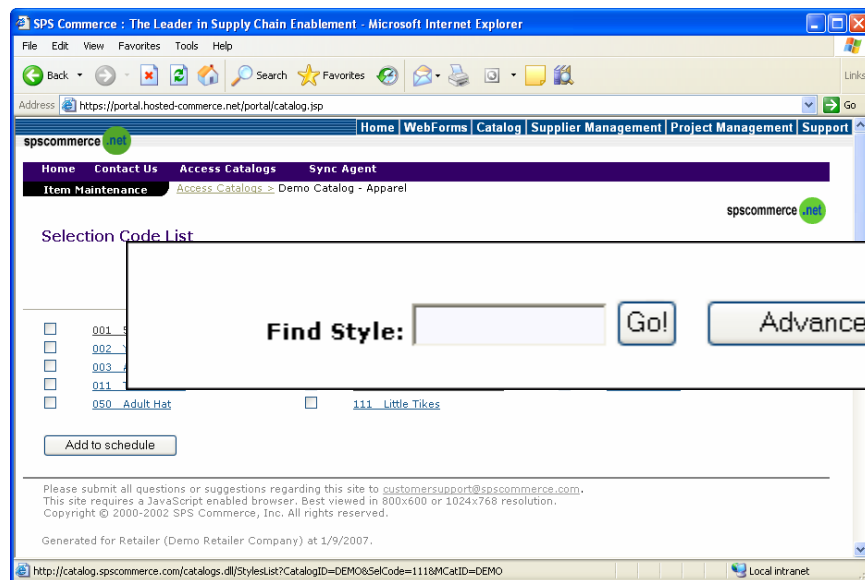 SPS Commerce : The Leader in Supply Chain Enablement - Microsoft Internet Explorer
File Edit View Favorites Tools Help
Back Search Favorites Links
Address https://portal.hosted-commerce.net/portal/catalog.jsp Go
Home WebForms Catalog Supplier Management Project Management Support
spscommerce .net
Home Contact Us Access Catalogs Sync Agent
Item Maintenance Access Catalogs > Demo Catalog - Apparel
spscommerce .net
Selection Code List
Find Style: Go! Advance
001
002
003
011
050 Adult Hat 111 Little Tikes
Add to schedule
Please submit all questions or suggestions regarding this site to customersupport@spscommerce.com.
This site requires a JavaScript enabled browser. Best viewed in 800x600 or 1024x768 resolution.
Copyright © 2000-2002 SPS Commerce, Inc. All rights reserved.
Generated for Retailer (Demo Retailer Company) at 1/9/2007.
http://catalog.spscommerce.com/catalogs.dll/StylesList?CatalogID=DEMO&SelCode=111&MCatID=DEMO Local intranet